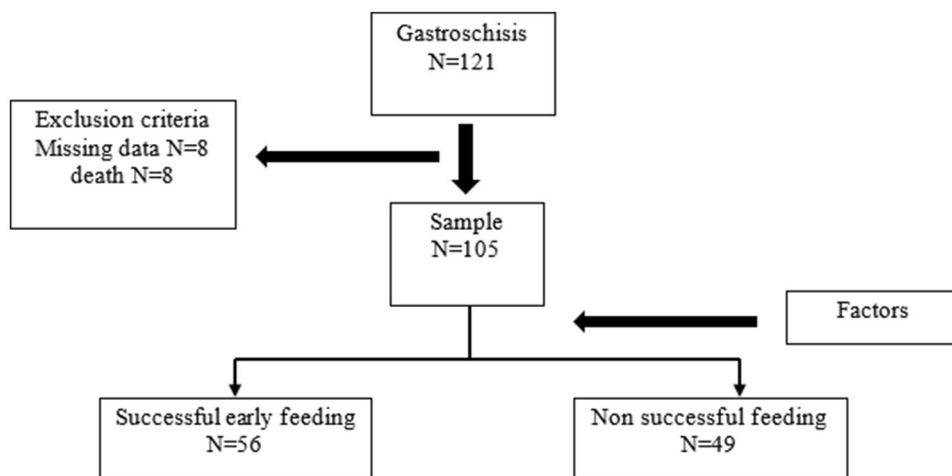 Gastroschisis
N=121
Exclusion criteria
Missing data N=8
death N=8
Sample
N=105
Factors
Successful early feeding
N=56
Non successful feeding
N=49